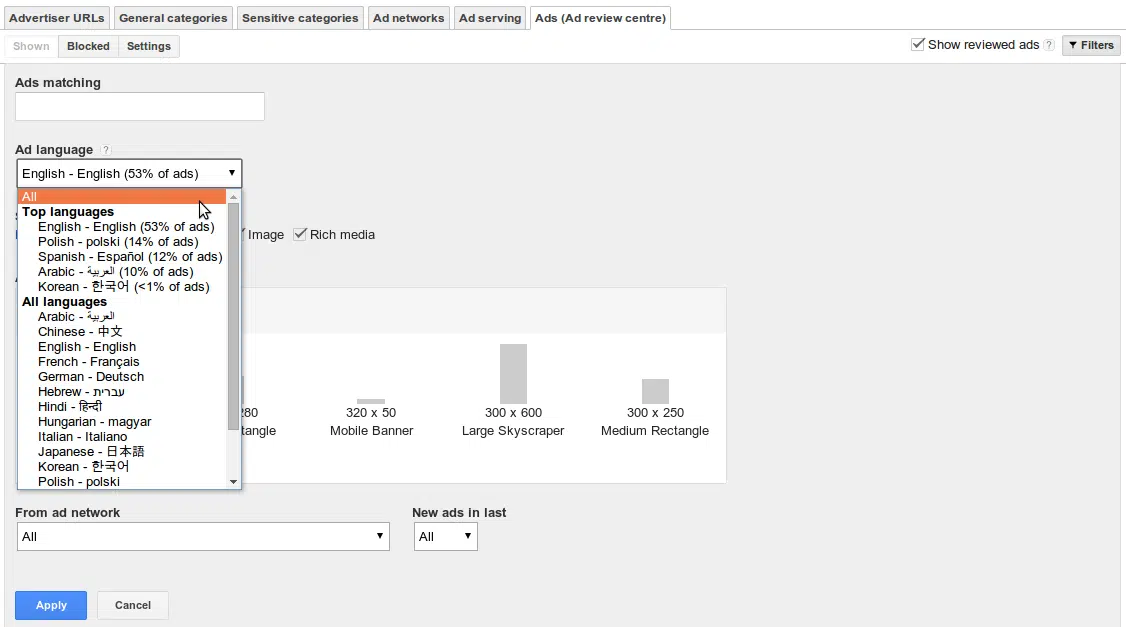 Advertiser URLs General categories Sensitive categories Ad networks Ad serving Ads (Ad review centre)
Shown Blocked Settings Show reviewed ads ? Filters
Ads matching
Ad language ?
English - English (53% of ads)
All
Top languages
English - English (53% of ads)
Polish - polski (14% of ads)
Spanish - Español (12% of ads)
Arabic - العربية (10% of ads)
Korean - 한국어 (<1% of ads)
All languages
Arabic - العربية
Chinese - 中文
English - English
French - Français
German - Deutsch
Hebrew - עברית
Hindi - हिन्दी
Hungarian - magyar
Italian - Italiano
Japanese - 日本語
Korean - 한국어
Polish - polski
Image Rich media
280 320 x 50 300 x 600 300 x 250
tangle Mobile Banner Large Skyscraper Medium Rectangle
From ad network New ads in last
All All
Apply Cancel